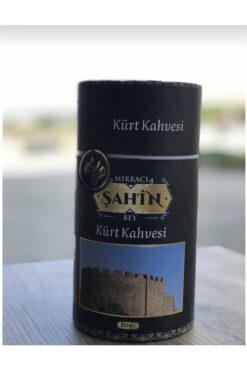 Kürt Kahvesi
MIRRACI
ŞAHİN
BEY
Kürt Kahvesi